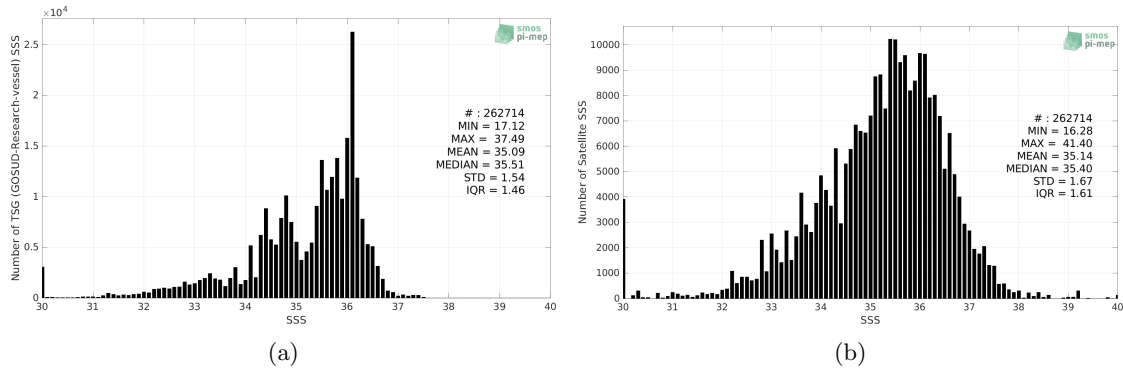 ×10⁴
2.5
2
1.5
1
0.5
0
Number of TSG (GOSUD-Research-vessel) SSS
smos
pi-mep
# : 262714
MIN = 17.12
MAX = 37.49
MEAN = 35.09
MEDIAN = 35.51
STD = 1.54
IQR = 1.46
30 31 32 33 34 35 36 37 38 39 40
SSS
(a)
10000
9000
8000
7000
6000
5000
4000
3000
2000
1000
0
Number of Satellite SSS
smos
pi-mep
# : 262714
MIN = 16.28
MAX = 41.40
MEAN = 35.14
MEDIAN = 35.40
STD = 1.67
IQR = 1.61
30 31 32 33 34 35 36 37 38 39 40
SSS
(b)